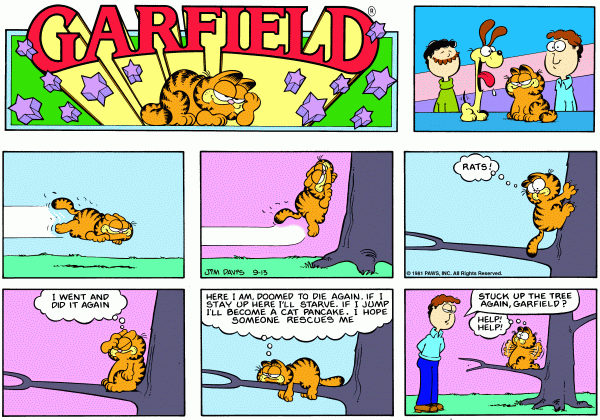 GARFIELD
®
JIM DAVIS 9-13
RATS!
© 1981 PAWS, INC. All Rights Reserved.
I WENT AND
DID IT AGAIN
HERE I AM, DOOMED TO DIE AGAIN. IF I
STAY UP HERE I'LL STARVE. IF I JUMP
I'LL BECOME A CAT PANCAKE. I HOPE
SOMEONE RESCUES ME
STUCK UP THE TREE
AGAIN, GARFIELD?
HELP!
HELP!